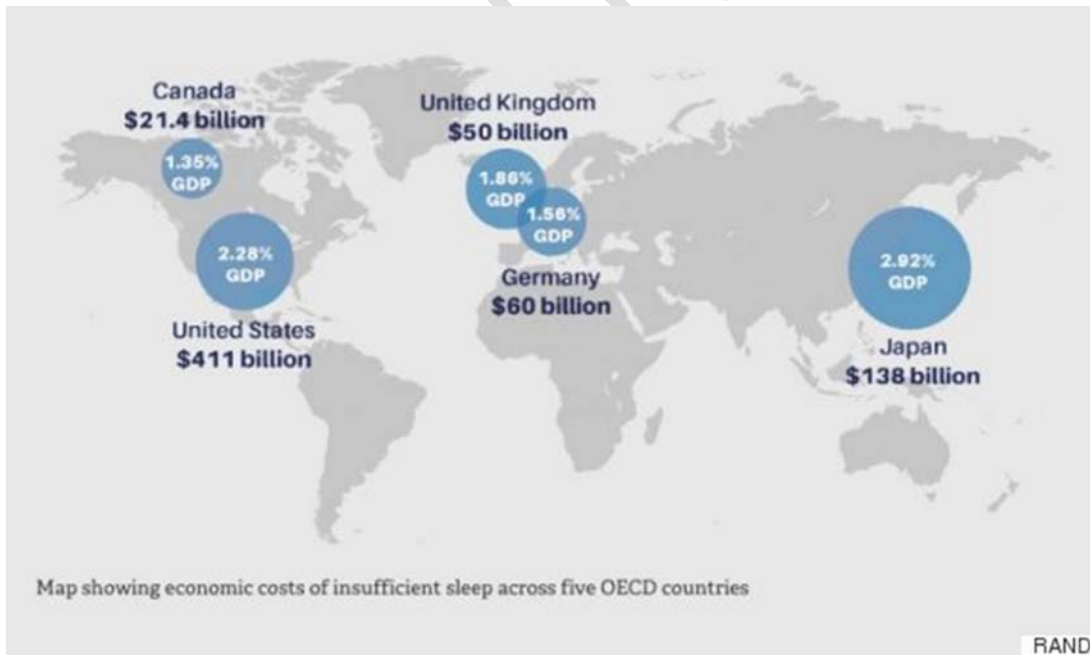 Canada
$21.4 billion
1.35%
GDP
United Kingdom
$50 billion
1.86%
GDP
1.56%
GDP
Germany
$60 billion
2.28%
GDP
United States
$411 billion
2.92%
GDP
Japan
$138 billion
Map showing economic costs of insufficient sleep across five OECD countries
RAND